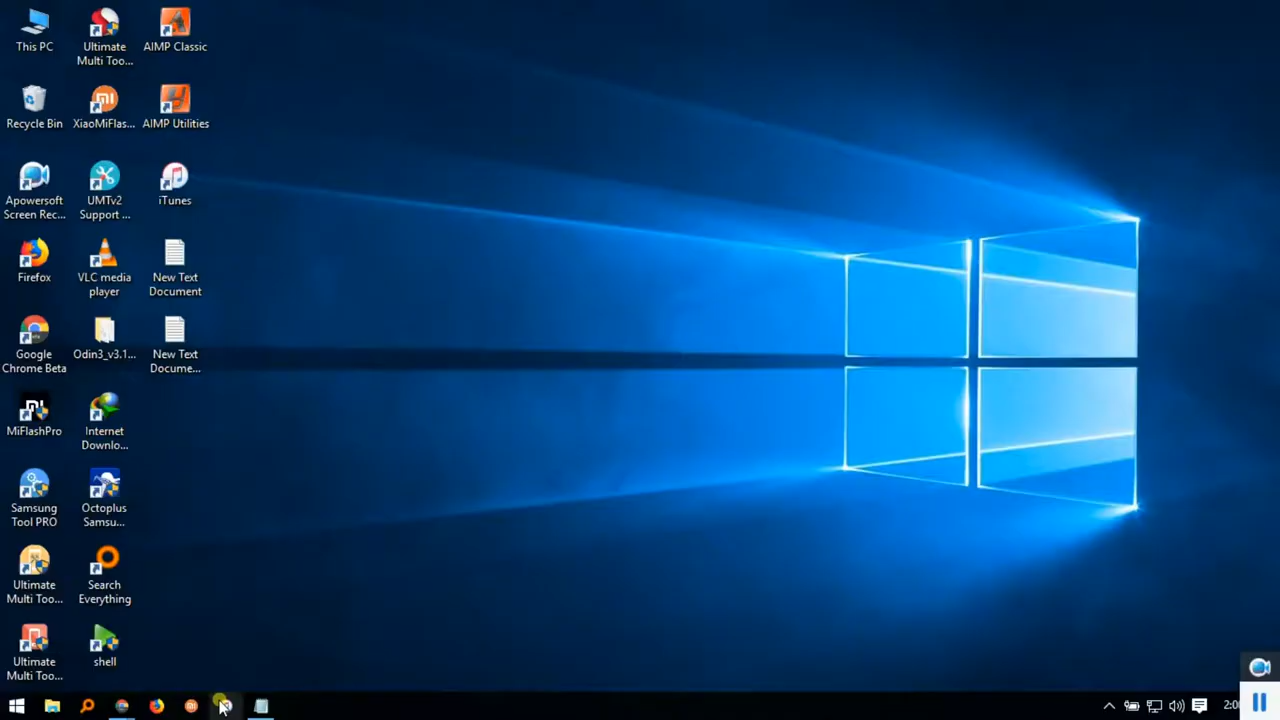 This PC
Ultimate
Multi Too...
AIMP Classic
Recycle Bin
XiaoMiFlas...
AIMP Utilities
Apowersoft
Screen Rec...
UMTv2
Support ...
iTunes
Firefox
VLC media
player
New Text
Document
Google
Chrome Beta
Odin3_v3.1...
New Text
Docume...
MiFlashPro
Internet
Downlo...
Samsung
Tool PRO
Octoplus
Samsu...
Ultimate
Multi Too...
Search
Everything
Ultimate
Multi Too...
shell